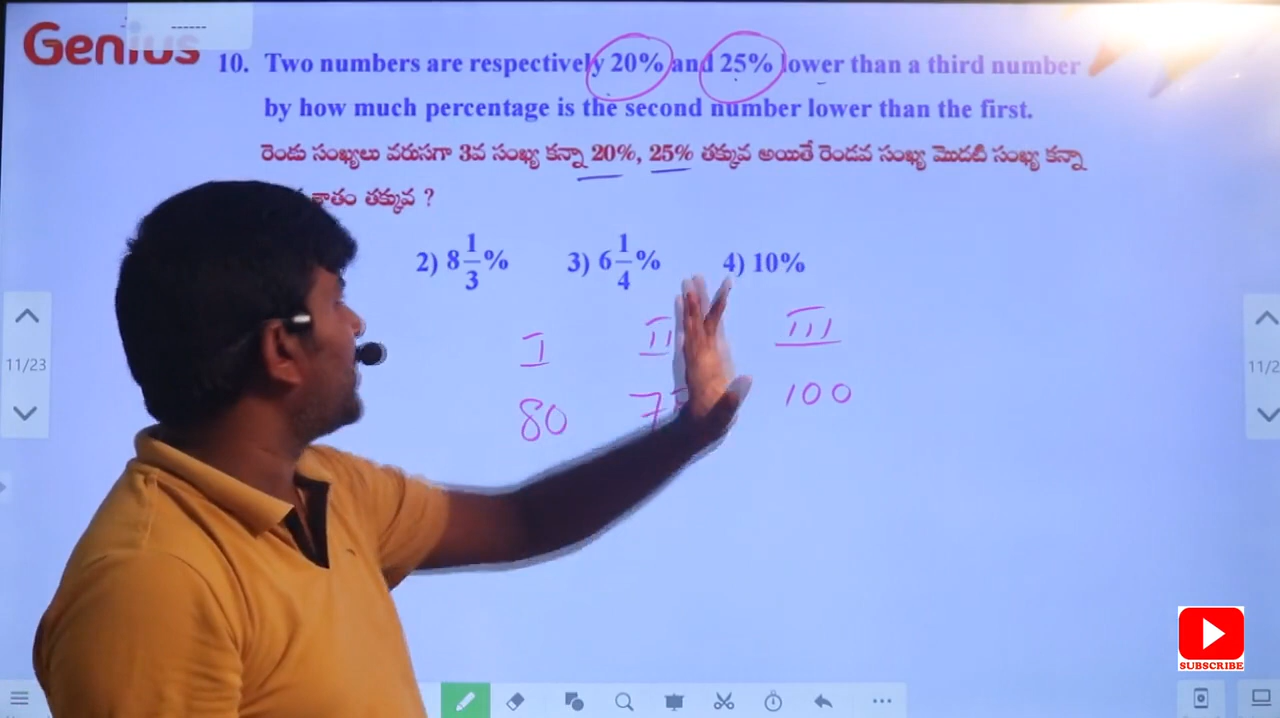 Genius
10. Two numbers are respectively 20% and 25% lower than a third number
by how much percentage is the second number lower than the first.
రెండు సంఖ్యలు వరుసగా 3వ సంఖ్య కన్నా 20%, 25% తక్కువ అయితే రెండవ సంఖ్య మొదటి సంఖ్య కన్నా
శాతం తక్కువ ?
2) 8 1/3 % 3) 6 1/4 % 4) 10%
I II III
80 100
11/23
SUBSCRIBE